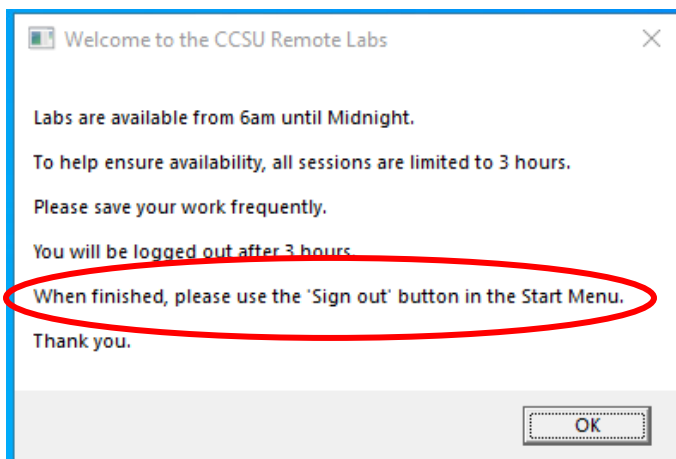 Welcome to the CCSU Remote Labs
Labs are available from 6am until Midnight.
To help ensure availability, all sessions are limited to 3 hours.
Please save your work frequently.
You will be logged out after 3 hours.
When finished, please use the 'Sign out' button in the Start Menu.
Thank you.
OK